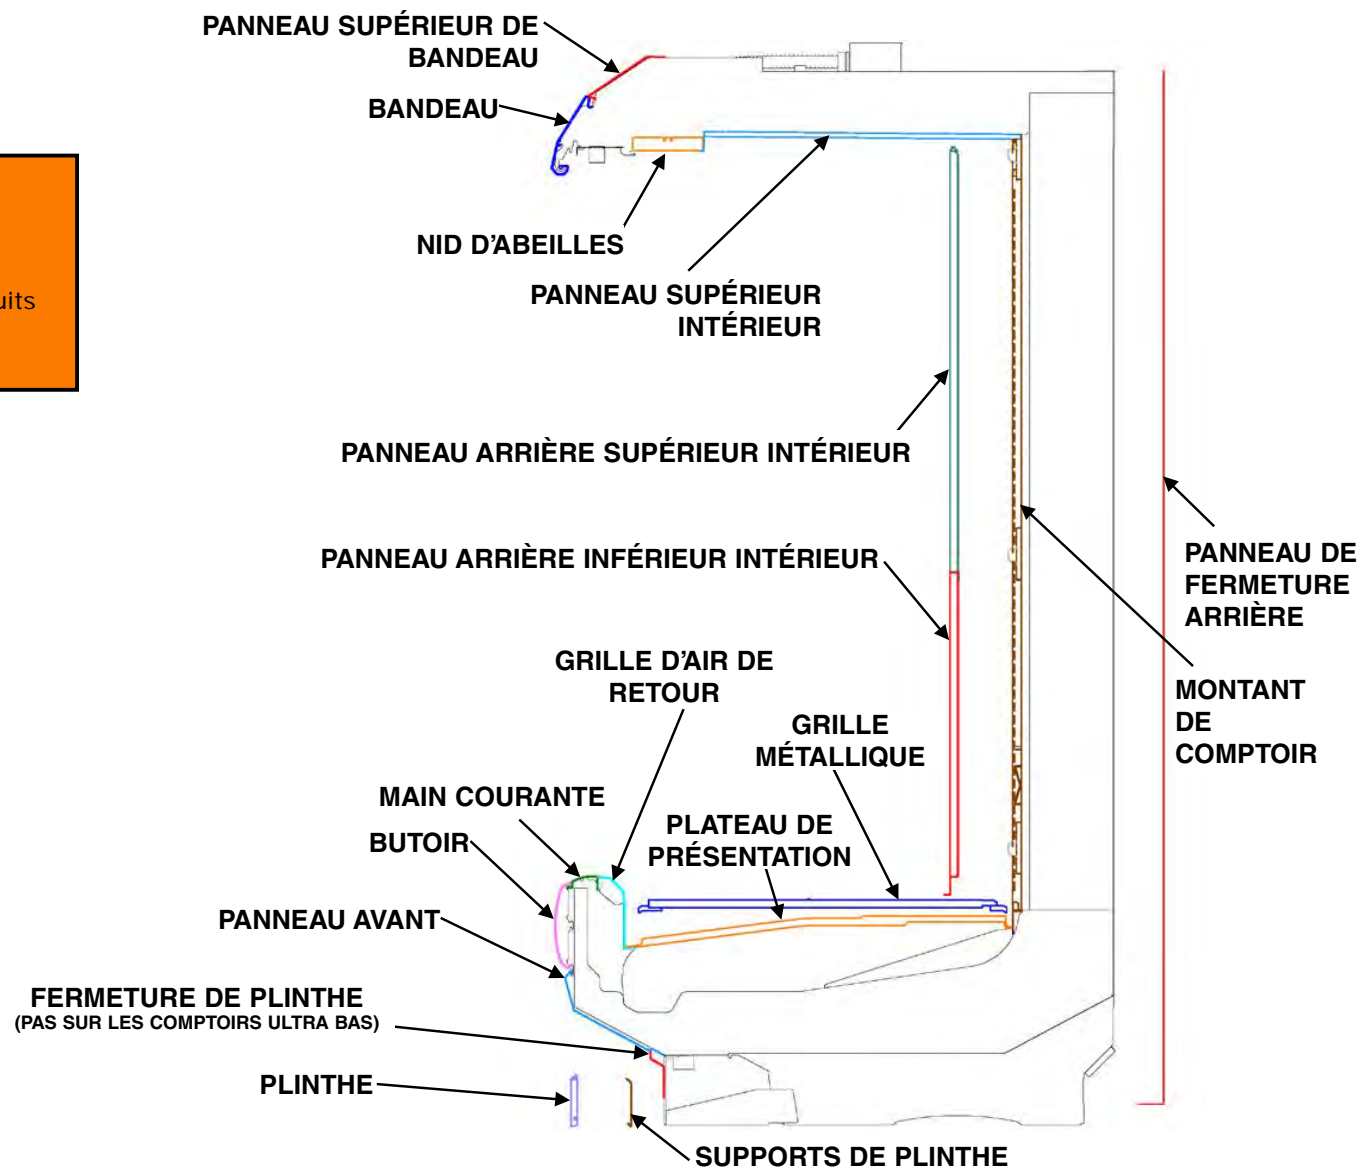 PANNEAU SUPÉRIEUR DE
BANDEAU
BANDEAU
uits
NID D'ABEILLES
PANNEAU SUPÉRIEUR
INTÉRIEUR
PANNEAU ARRIÈRE SUPÉRIEUR INTÉRIEUR
PANNEAU ARRIÈRE INFÉRIEUR INTÉRIEUR
PANNEAU DE
FERMETURE
ARRIÈRE
GRILLE D'AIR DE
RETOUR
MONTANT
DE
COMPTOIR
GRILLE
MÉTALLIQUE
MAIN COURANTE
PLATEAU DE
PRÉSENTATION
BUTOIR
PANNEAU AVANT
FERMETURE DE PLINTHE
(PAS SUR LES COMPTOIRS ULTRA BAS)
PLINTHE
SUPPORTS DE PLINTHE